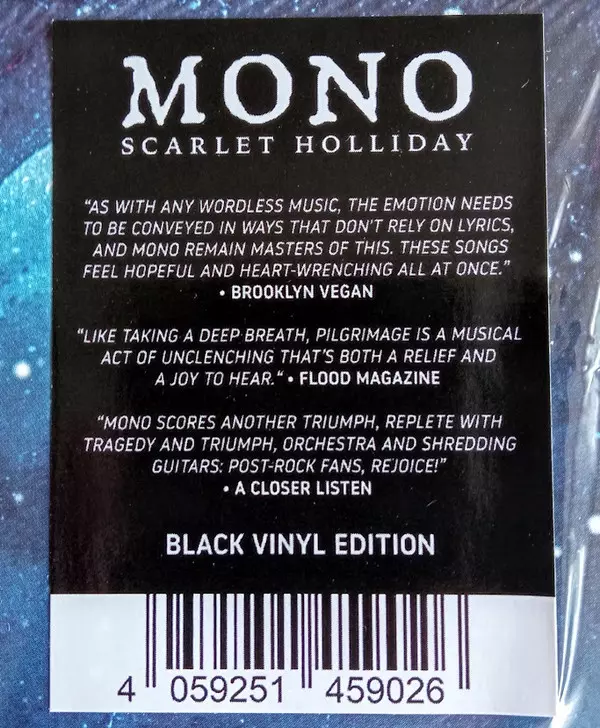 MONO
SCARLET HOLLIDAY
“AS WITH ANY WORDLESS MUSIC, THE EMOTION NEEDS
TO BE CONVEYED IN WAYS THAT DON'T RELY ON LYRICS,
AND MONO REMAIN MASTERS OF THIS. THESE SONGS
FEEL HOPEFUL AND HEART-WRENCHING ALL AT ONCE.”
• BROOKLYN VEGAN
“LIKE TAKING A DEEP BREATH, PILGRIMAGE IS A MUSICAL
ACT OF UNCLENCHING THAT'S BOTH A RELIEF AND
A JOY TO HEAR.“ • FLOOD MAGAZINE
“MONO SCORES ANOTHER TRIUMPH, REPLETE WITH
TRAGEDY AND TRIUMPH, ORCHESTRA AND SHREDDING
GUITARS: POST-ROCK FANS, REJOICE!”
• A CLOSER LISTEN
BLACK VINYL EDITION
4 059251 459026